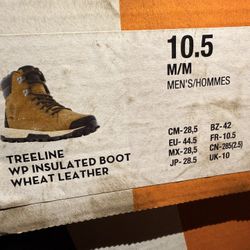 10.5
M/M
MEN'S/HOMMES
CM-28,5 BZ-42
EU-44.5 FR-10.5
MX-28,5 CN-285(2.5)
JP-28.5 UK-10
TREELINE
WP INSULATED BOOT
WHEAT LEATHER